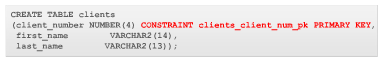 CREATE TABLE clients
(client_number NUMBER(4) CONSTRAINT clients_client_num_pk PRIMARY KEY,
first_name VARCHAR2(14),
last_name VARCHAR2(13));